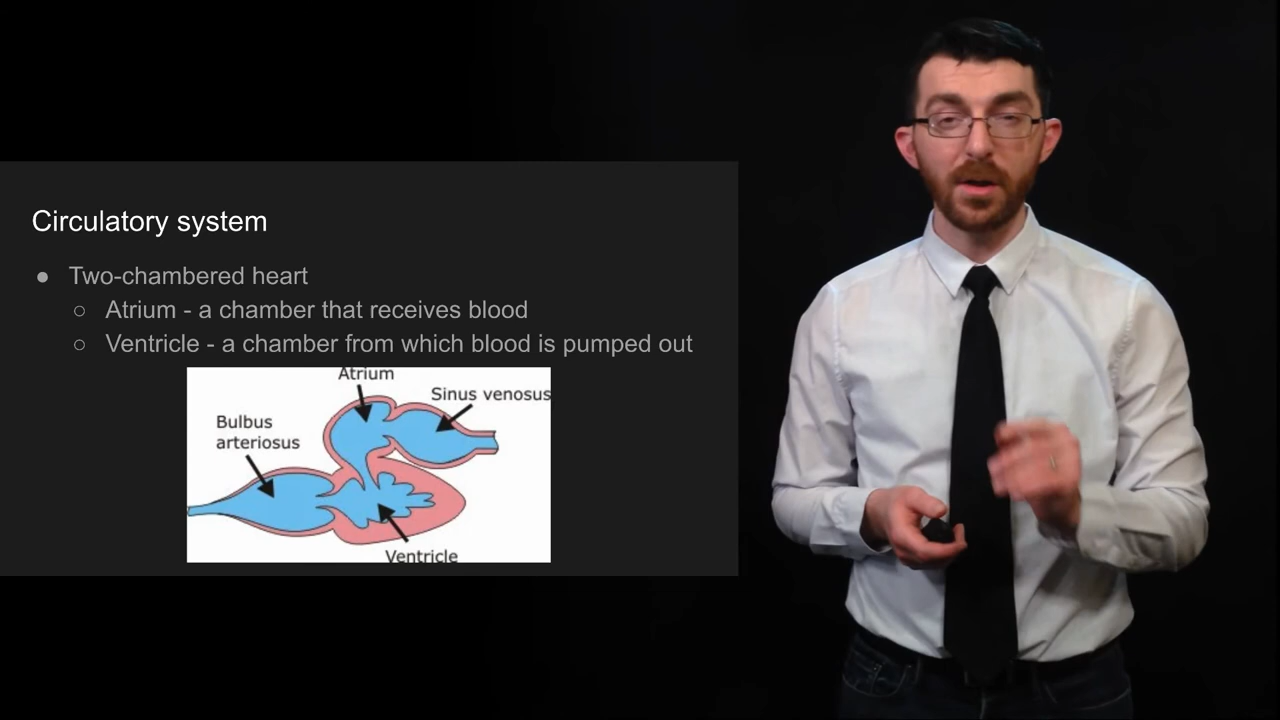 Circulatory system
● Two-chambered heart
○ Atrium - a chamber that receives blood
○ Ventricle - a chamber from which blood is pumped out
Atrium
Sinus venosus
Bulbus
arteriosus
Ventricle